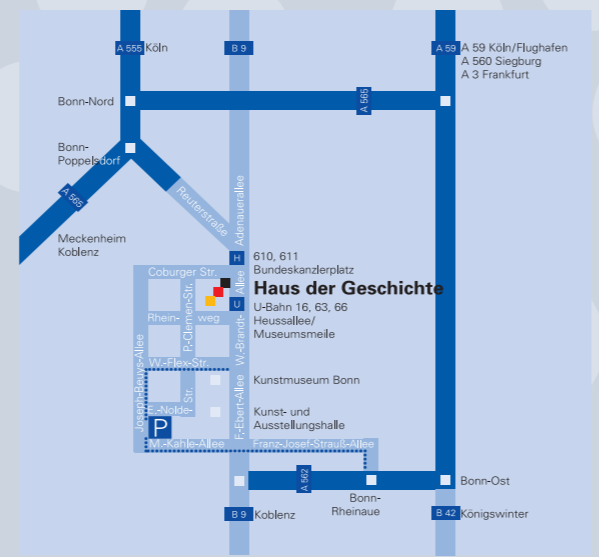 A 555
Köln
B 9
A 59
A 59 Köln/Flughafen
A 560 Siegburg
A 3 Frankfurt
Bonn-Nord
A 565
Bonn-
Poppelsdorf
A 565
Reuterstraße
Adenauerallee
Meckenheim
Koblenz
H
610, 611
Bundeskanzlerplatz
Coburger Str.
Haus der Geschichte
U
U-Bahn 16, 63, 66
Heussallee/
Museumsmeile
Rhein- weg
P.-Clemen-Str.
W.-Brandt-
Allee
W.-Flex-Str.
Joseph-Beuys-Allee
Kunstmuseum Bonn
F.-Ebert-Allee
E.-Nolde-
Str.
Kunst- und
Ausstellungshalle
P
M.-Kahle-Allee
Franz-Josef-Strauß-Allee
A 562
Bonn-Ost
Bonn-
Rheinaue
B 9
Koblenz
B 42
Königswinter